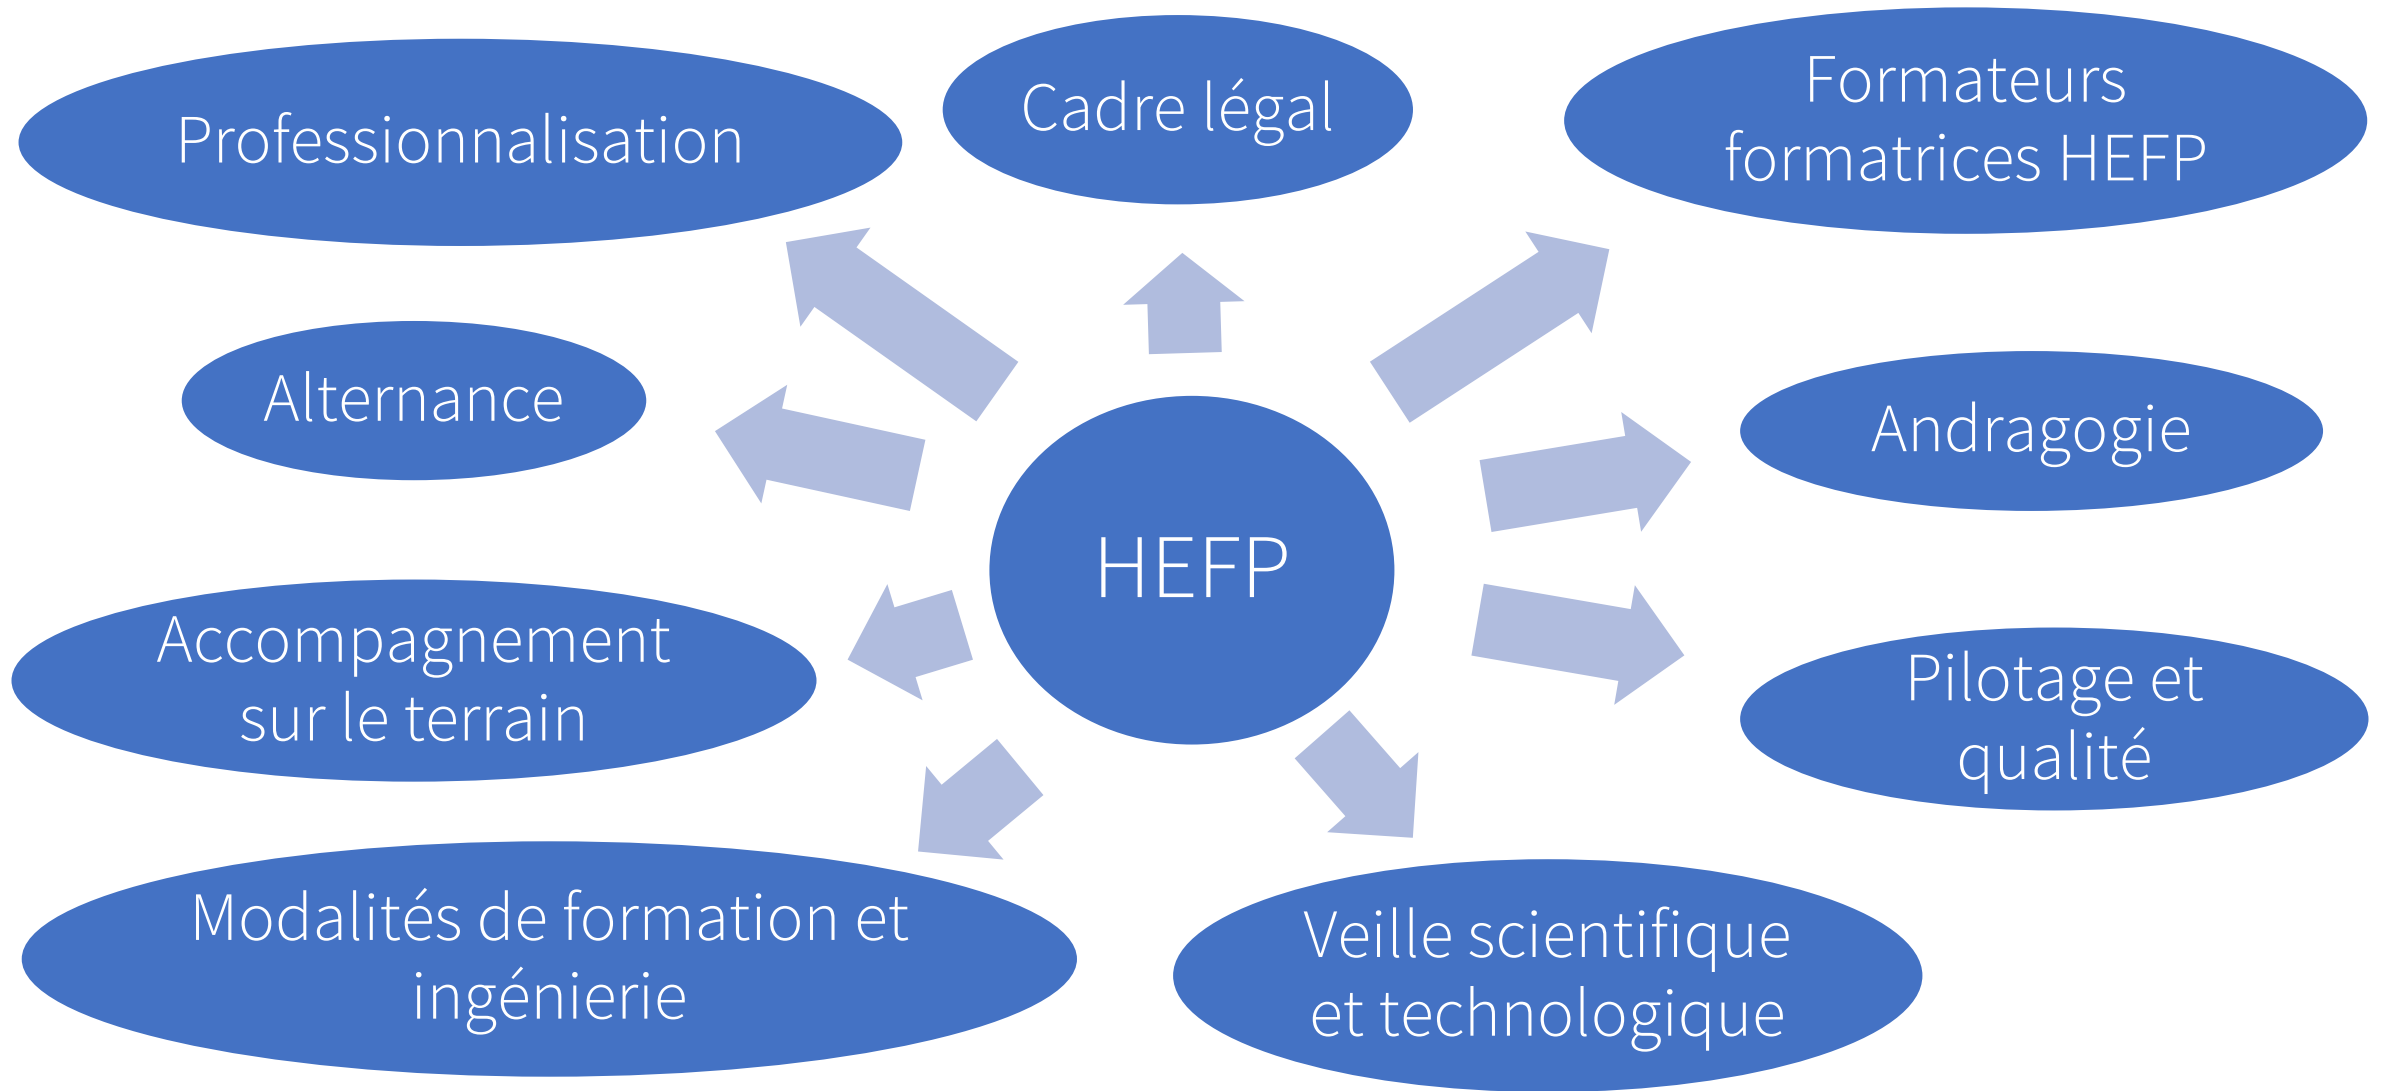 Professionnalisation
Cadre légal
Formateurs
formatrices HEFP
Alternance
Andragogie
HEFP
Accompagnement
sur le terrain
Pilotage et
qualité
Modalités de formation et
ingénierie
Veille scientifique
et technologique